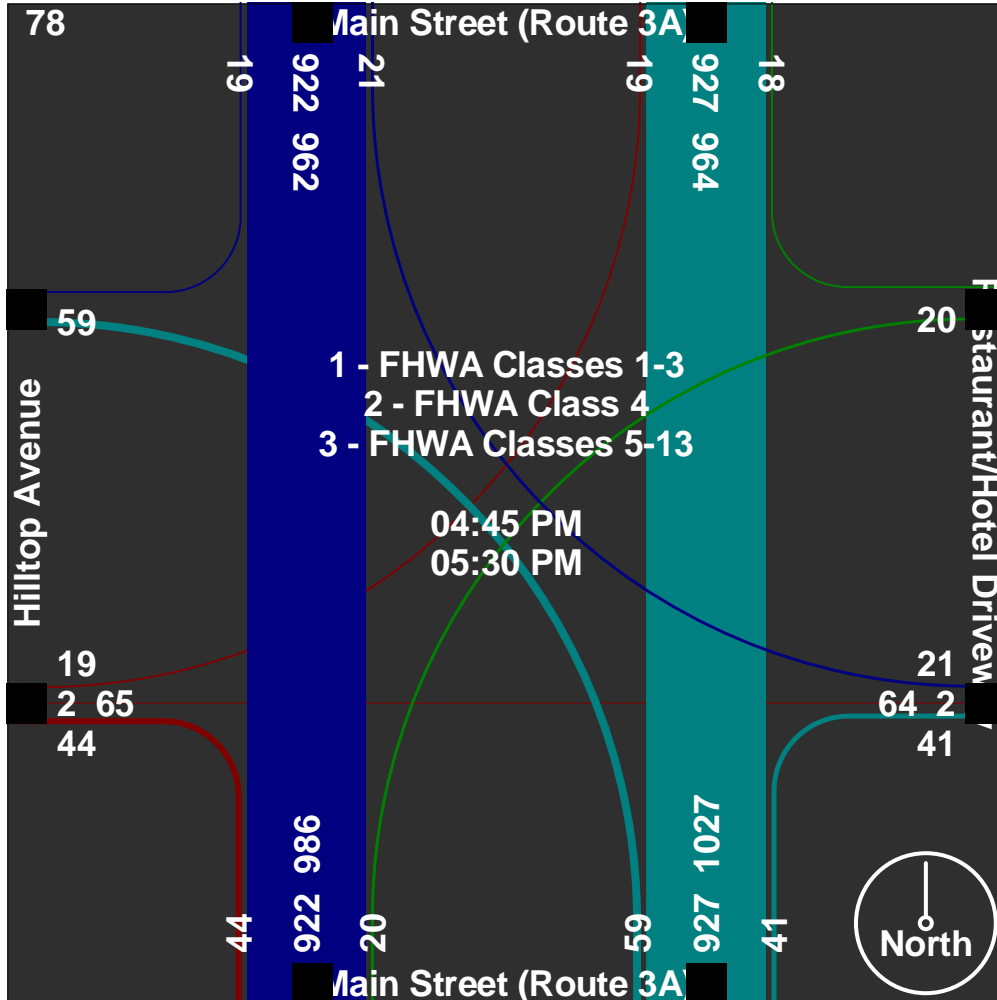 78
Main Street (Route 3A)
19
922 962
21
19
927 964
18
59
20
1 - FHWA Classes 1-3
2 - FHWA Class 4
3 - FHWA Classes 5-13
Hilltop Avenue
04:45 PM
05:30 PM
19
21
2 65
64 2
44
41
44
922 986
20
59
927 1027
41
North
Main Street (Route 3A)